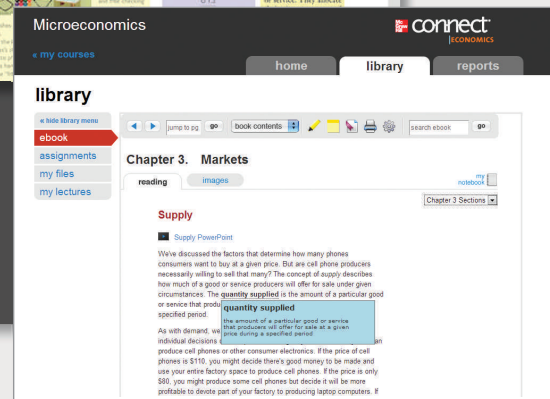 and free checking
or service. They allocate
Microeconomics
connect
ECONOMICS
« my courses
home library reports
library
« hide library menu
ebook
assignments
my files
my lectures
jump to pg go book contents search ebook go
Chapter 3. Markets
reading images
my
notebook
Chapter 3 Sections
Supply
Supply PowerPoint
We've discussed the factors that determine how many phones
consumers want to buy at a given price. But are cell phone producers
necessarily willing to sell that many? The concept of supply describes
how much of a good or service producers will offer for sale under given
circumstances. The quantity supplied is the amount of a particular good
or service that
specified period.
quantity supplied
the amount of a particular good or service
that producers will offer for sale at a given
price during a specified period
As with demand, we
individual decisions
produce cell phones or other consumer electronics. If the price of cell
phones is $110, you might decide there's good money to be made and
use your entire factory space to produce cell phones. If the price is only
$80, you might produce some cell phones but decide it will be more
profitable to devote part of your factory to producing laptop computers. If